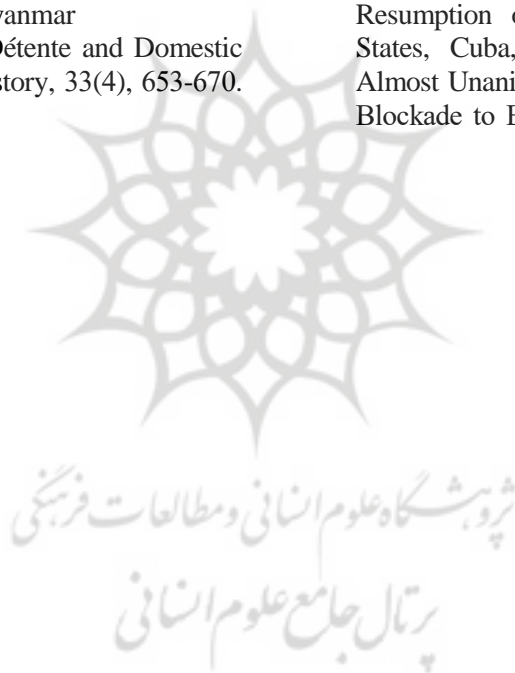 yanmar
Détente and Domestic
story, 33(4), 653-670.
Resumption o
States, Cuba,
Almost Unani
Blockade to E
پژوهشگاه علوم انسانی و مطالعات فرهنگی
پرتال جامع علوم انسانی